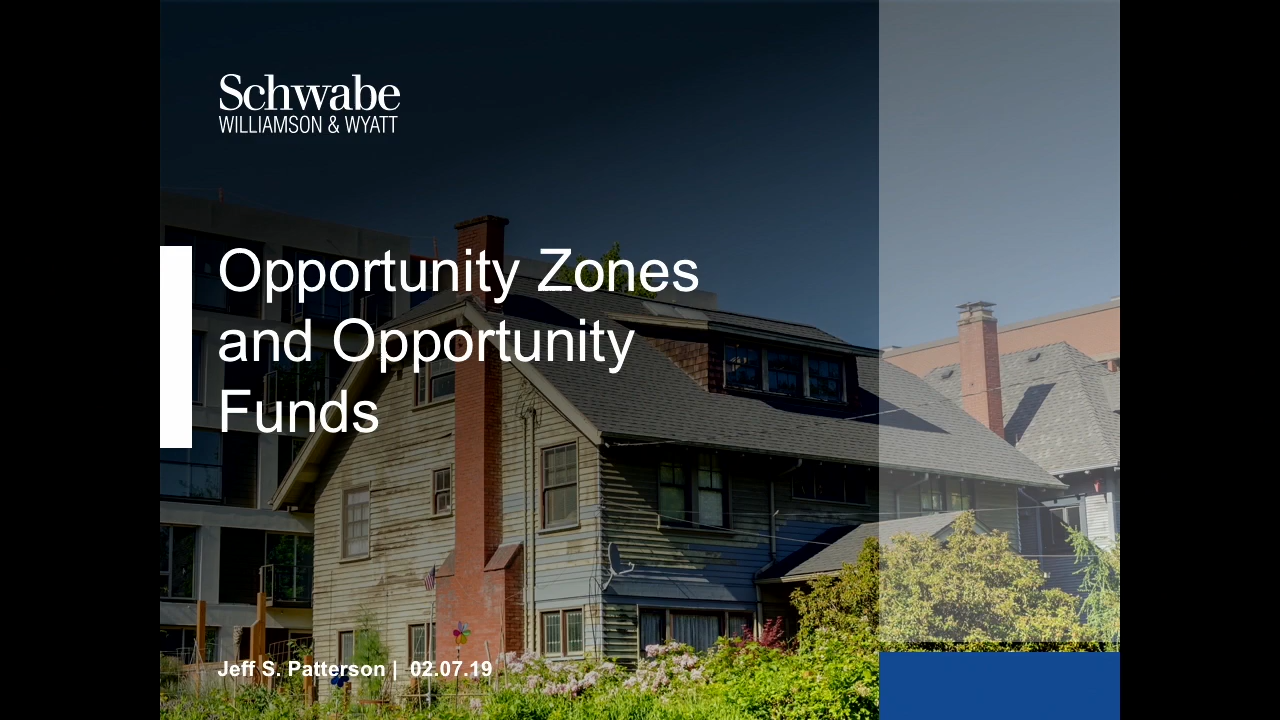 Schwabe
WILLIAMSON & WYATT
Opportunity Zones
and Opportunity
Funds
Jeff S. Patterson | 02.07.19